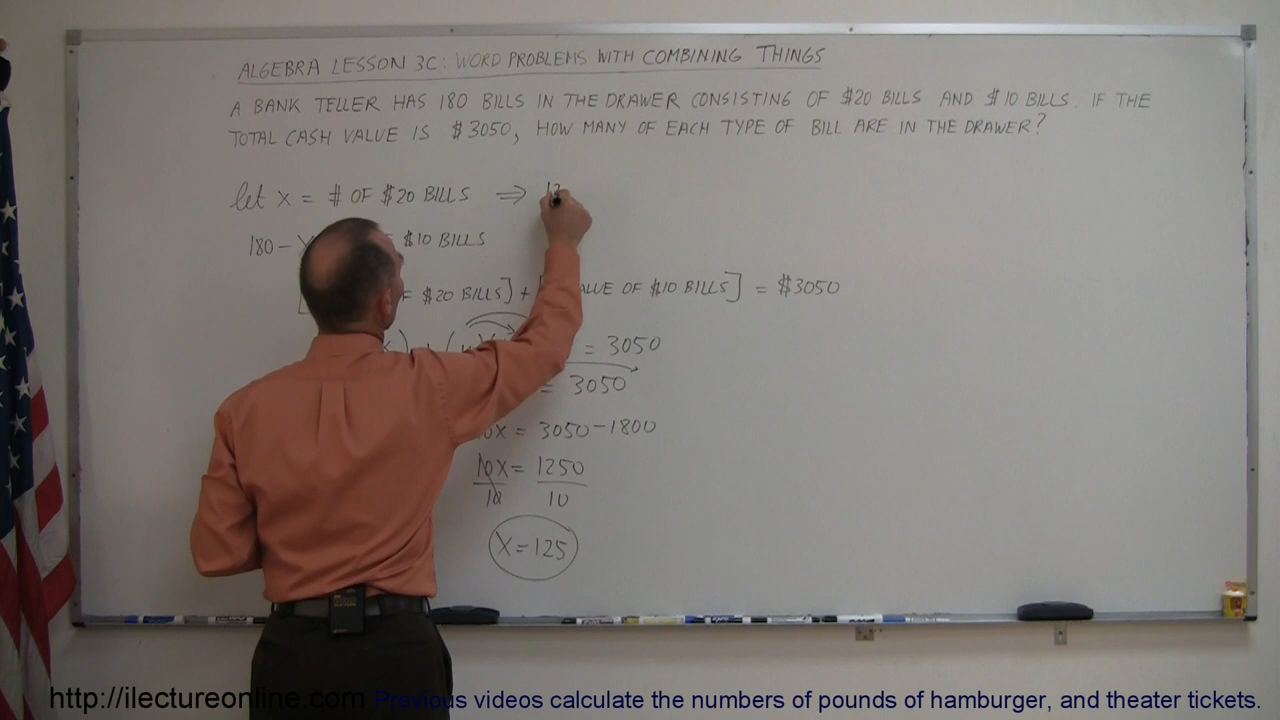 ALGEBRA LESSON 3C: WORD PROBLEMS WITH COMBINING THINGS
A BANK TELLER HAS 180 BILLS IN THE DRAWER CONSISTING OF $20 BILLS AND $10 BILLS. IF THE
TOTAL CASH VALUE IS $3050, HOW MANY OF EACH TYPE OF BILL ARE IN THE DRAWER?
let X = # OF $20 BILLS ⇒ 12
180 - $10 BILLS
$20 BILLS] + OF $10 BILLS] = $3050
= 3050
= 3050
X = 3050 - 1800
10X = 1250
10 10
X = 125
http://ilectureonline.com Previous videos calculate the numbers of pounds of hamburger, and theater tickets.